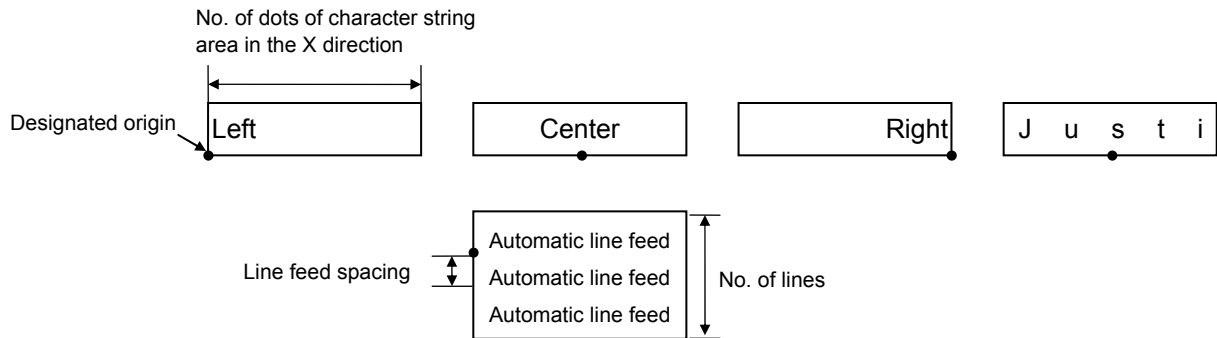 No. of dots of character string
area in the X direction
Designated origin
Left
Center
Right
J u s t i
Automatic line feed
Line feed spacing
Automatic line feed
No. of lines
Automatic line feed